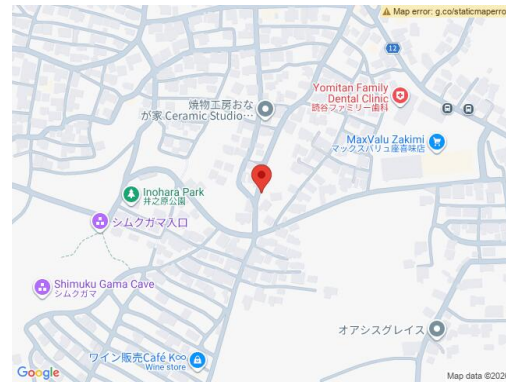 Map error: g.co/staticmaperro
12
Yomitan Family
Dental Clinic
読谷ファミリー歯科
焼物工房おな
が家 Ceramic Studio…
MaxValu Zakimi
マックスバリュ座喜味店
Inohara Park
井之原公園
シムクガマ入口
Shimuku Gama Cave
シムクガマ
オアシスグレイス
ワイン販売Café K∞
Wine store
Google
Map data ©2026